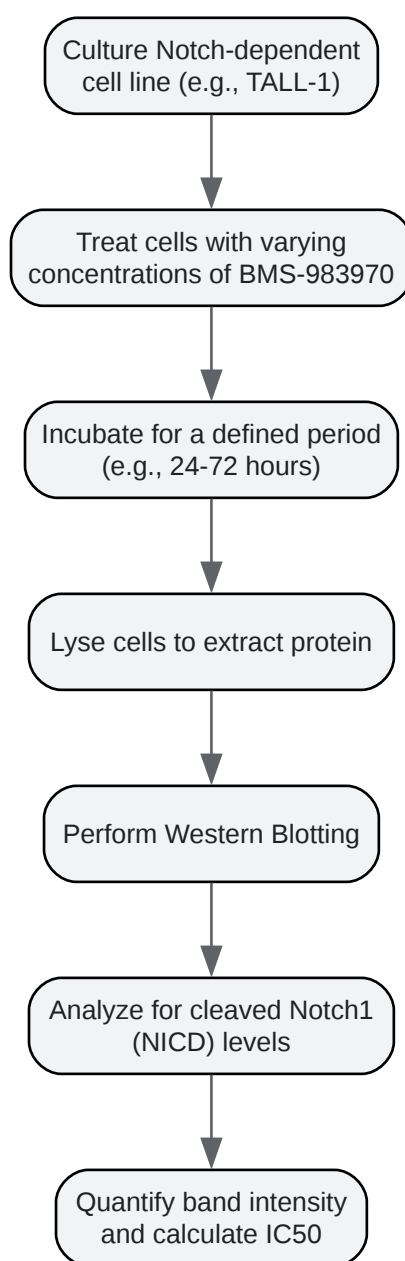 Culture Notch-dependent
cell line (e.g., TALL-1)
Treat cells with varying
concentrations of BMS-983970
Incubate for a defined period
(e.g., 24-72 hours)
Lyse cells to extract protein
Perform Western Blotting
Analyze for cleaved Notch1
(NICD) levels
Quantify band intensity
and calculate IC50